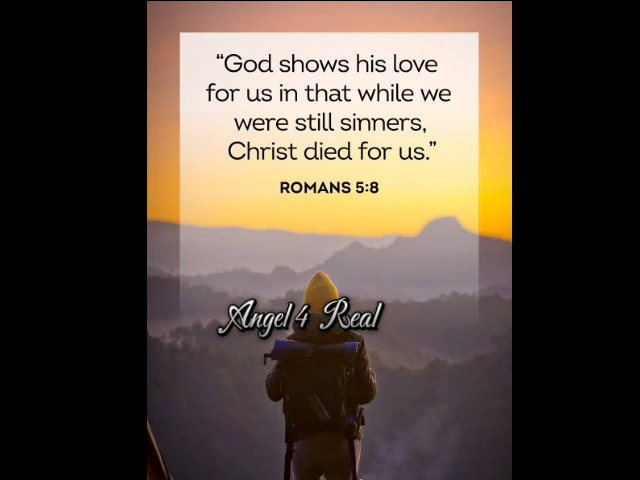 “God shows his love
for us in that while we
were still sinners,
Christ died for us.”
ROMANS 5:8
Angel 4 Real